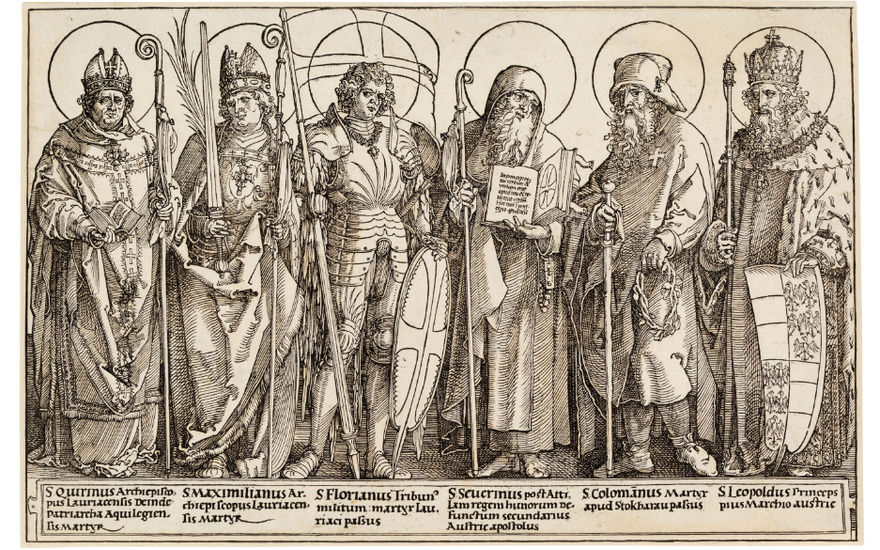 S QUIRINUS Archiepisco-
pus Lauriacensis Deinde
Patriarcha Aquilegien-
sis Martyr
S MAXIMILIANUS Ar-
chiepiscopus Lauriacen-
sis Martyr
S FLORIANUS Tribun9
militum martyr Lau-
riaci passus
S SEUERINUS post Atti-
lam regem hunorum de-
functum secundarius
Austrie apostolus
S. COLOMANUS Martyr
apud Stokharau passus
S. LEOPOLDUS Princeps
pius Marchio austrie